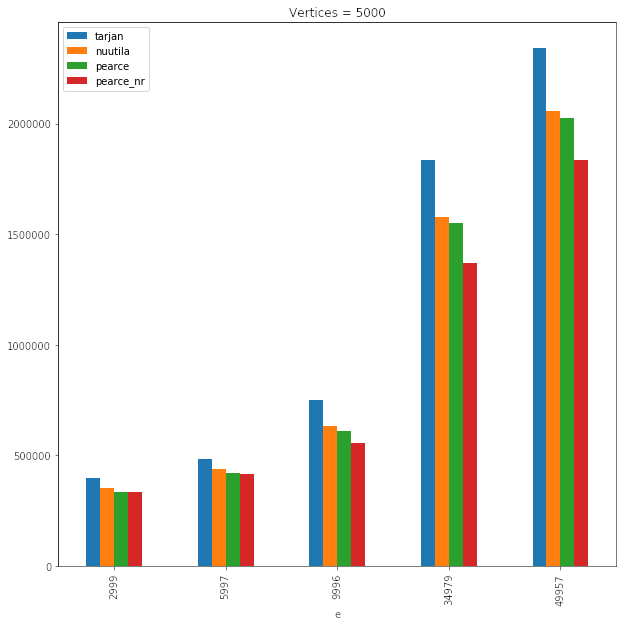 Vertices = 5000
tarjan
nuutila
pearce
pearce_nr
2000000
1500000
1000000
500000
0
2999
5997
9996
34979
49957
e